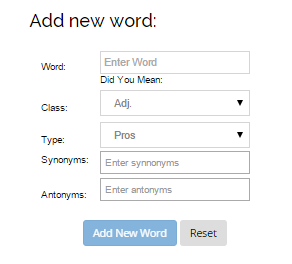 Add new word:
Word: Enter Word
Did You Mean:
Class: Adj.
Type: Pros
Synonyms: Enter synnonyms
Antonyms: Enter antonyms
Add New Word Reset